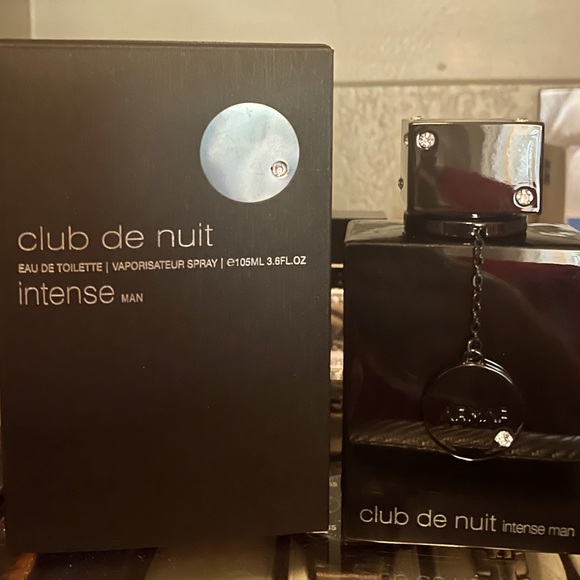 club de nuit
EAU DE TOILETTE | VAPORISATEUR SPRAY | ℮105ML 3.6FL.OZ
intense MAN
ARMAF
club de nuit intense man